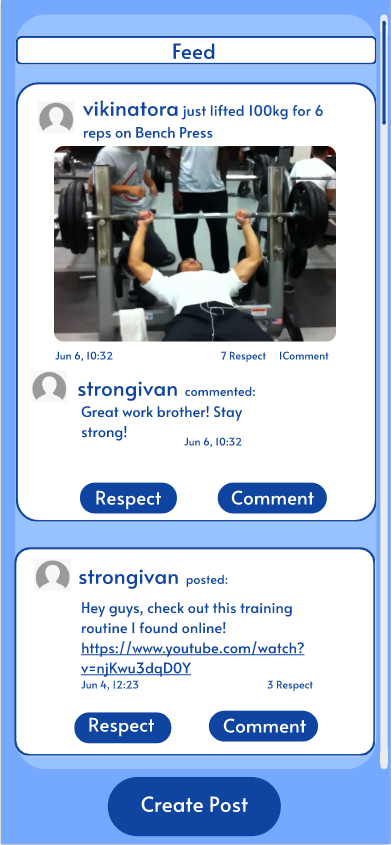 Feed
vikinatora just lifted 100kg for 6
reps on Bench Press
Jun 6, 10:32 7 Respect 1Comment
strongivan commented:
Great work brother! Stay
strong!
Jun 6, 10:32
Respect Comment
strongivan posted:
Hey guys, check out this training
routine I found online!
https://www.youtube.com/watch?
v=njKwu3dqD0Y
Jun 4, 12:23 3 Respect
Respect Comment
Create Post